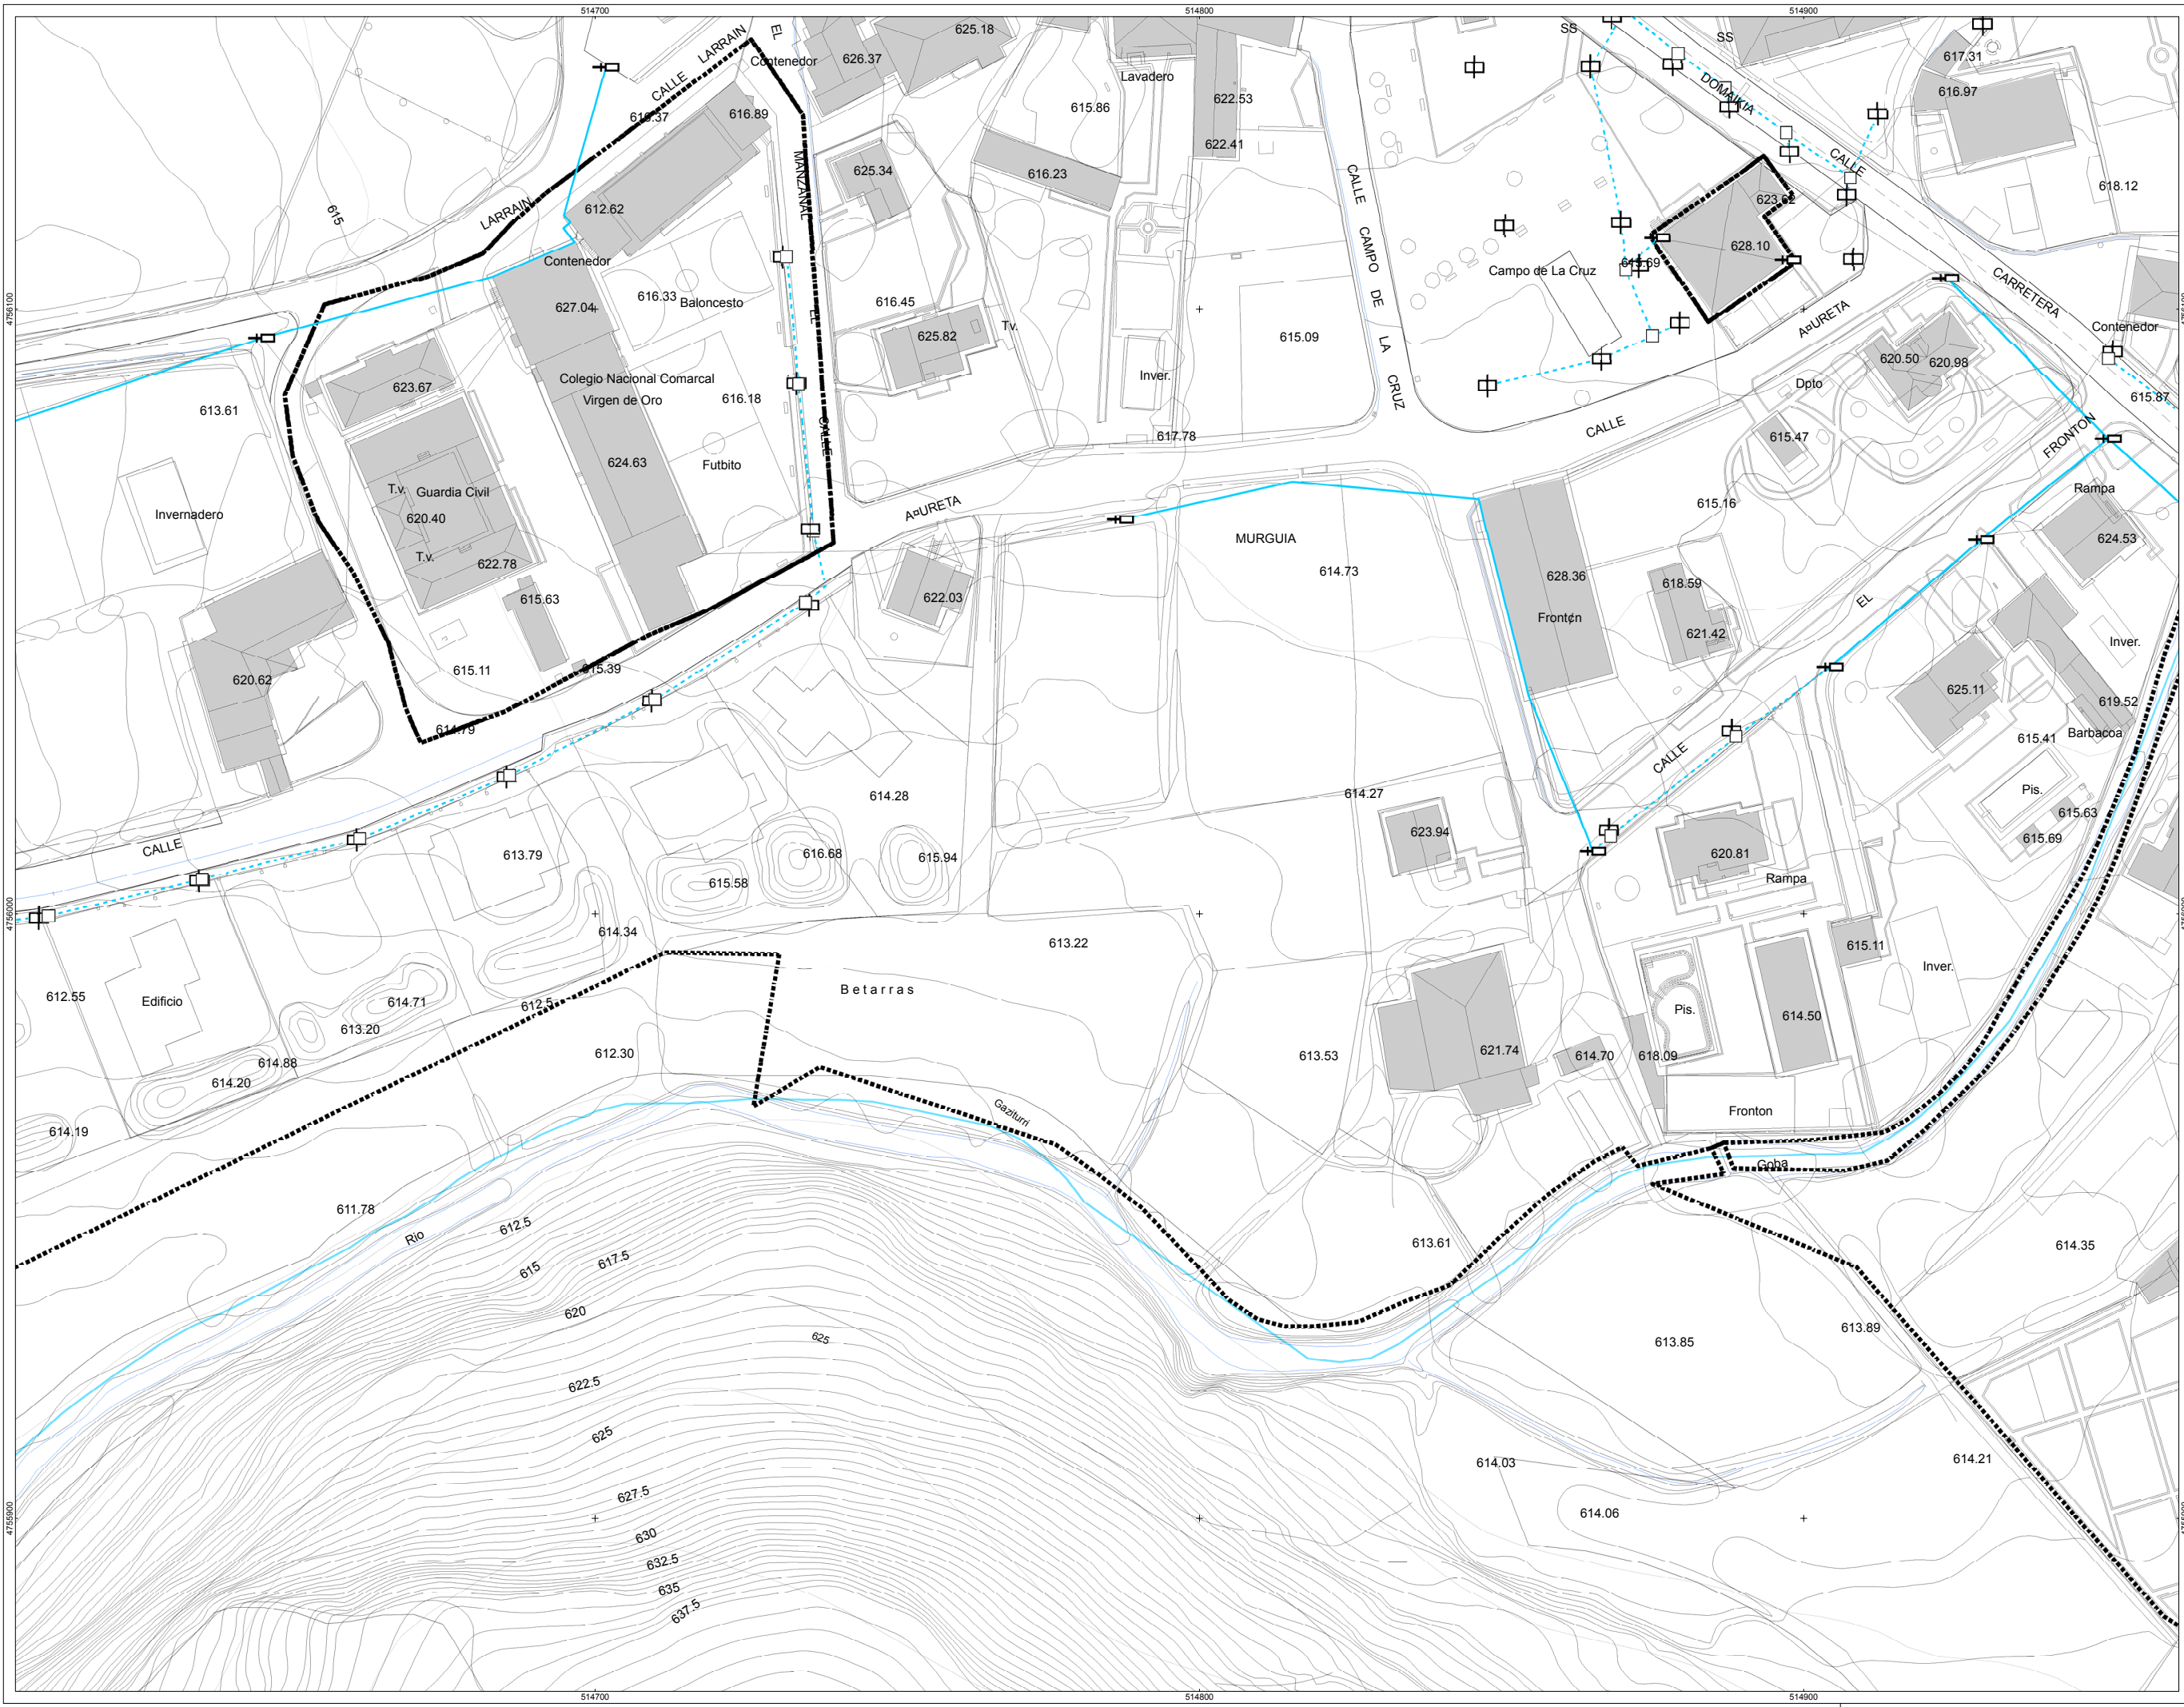 514700
514800
514900
EL
625.18
SS
SS
LARRAIN
Contenedor
626.37
617.31
CALLE
Lavadero
616.97
615.86
622.53
DOMAIKIA
616.89
622.41
CALLE
MANZANAL
625.34
616.23
CALLE
618.12
623.62
615
LARRAIN
612.62
CAMPO
628.10
Contenedor
Campo de La Cruz
CARRETERA
627.04
616.33
Baloncesto
616.45
DE
A¤URETA
4756100
EL
625.82
Tv.
615.09
LA
Contenedor
620.50
620.98
623.67
Colegio Nacional Comarcal
Virgen de Oro
616.18
Inver.
CRUZ
Dpto
615.87
613.61
CALLE
617.78
CALLE
615.47
FRONTON
624.63
Futbito
T.v.
Guardia Civil
Rampa
A¤URETA
615.16
Invernadero
620.40
MURGUIA
624.53
T.v.
622.78
614.73
628.36
618.59
615.63
622.03
EL
Front¢n
621.42
Inver.
615.11
615.39
620.62
625.11
619.52
614.79
Barbacoa
615.41
CALLE
614.28
614.27
Pis.
615.63
CALLE
613.79
616.68
615.94
623.94
620.81
615.69
615.58
Rampa
4756000
614.34
613.22
615.11
612.55
Edificio
614.71
612.5
Betarras
Inver.
Pis.
614.50
613.20
612.30
613.53
621.74
614.70
618.09
614.88
614.20
Gaziturri
Fronton
614.19
Goba
611.78
Rio
612.5
613.61
614.35
615
617.5
620
625
613.85
613.89
622.5
625
614.03
614.21
627.5
614.06
4755900
630
632.5
635
637.5
514700
514800
514900